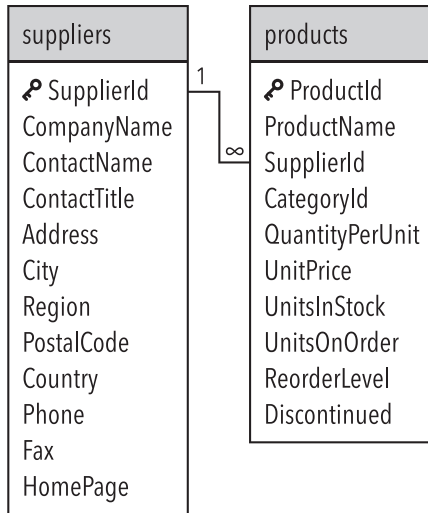 suppliers
SupplierId
CompanyName
ContactName
ContactTitle
Address
City
Region
PostalCode
Country
Phone
Fax
HomePage
1
∞
products
ProductId
ProductName
SupplierId
CategoryId
QuantityPerUnit
UnitPrice
UnitsInStock
UnitsOnOrder
ReorderLevel
Discontinued